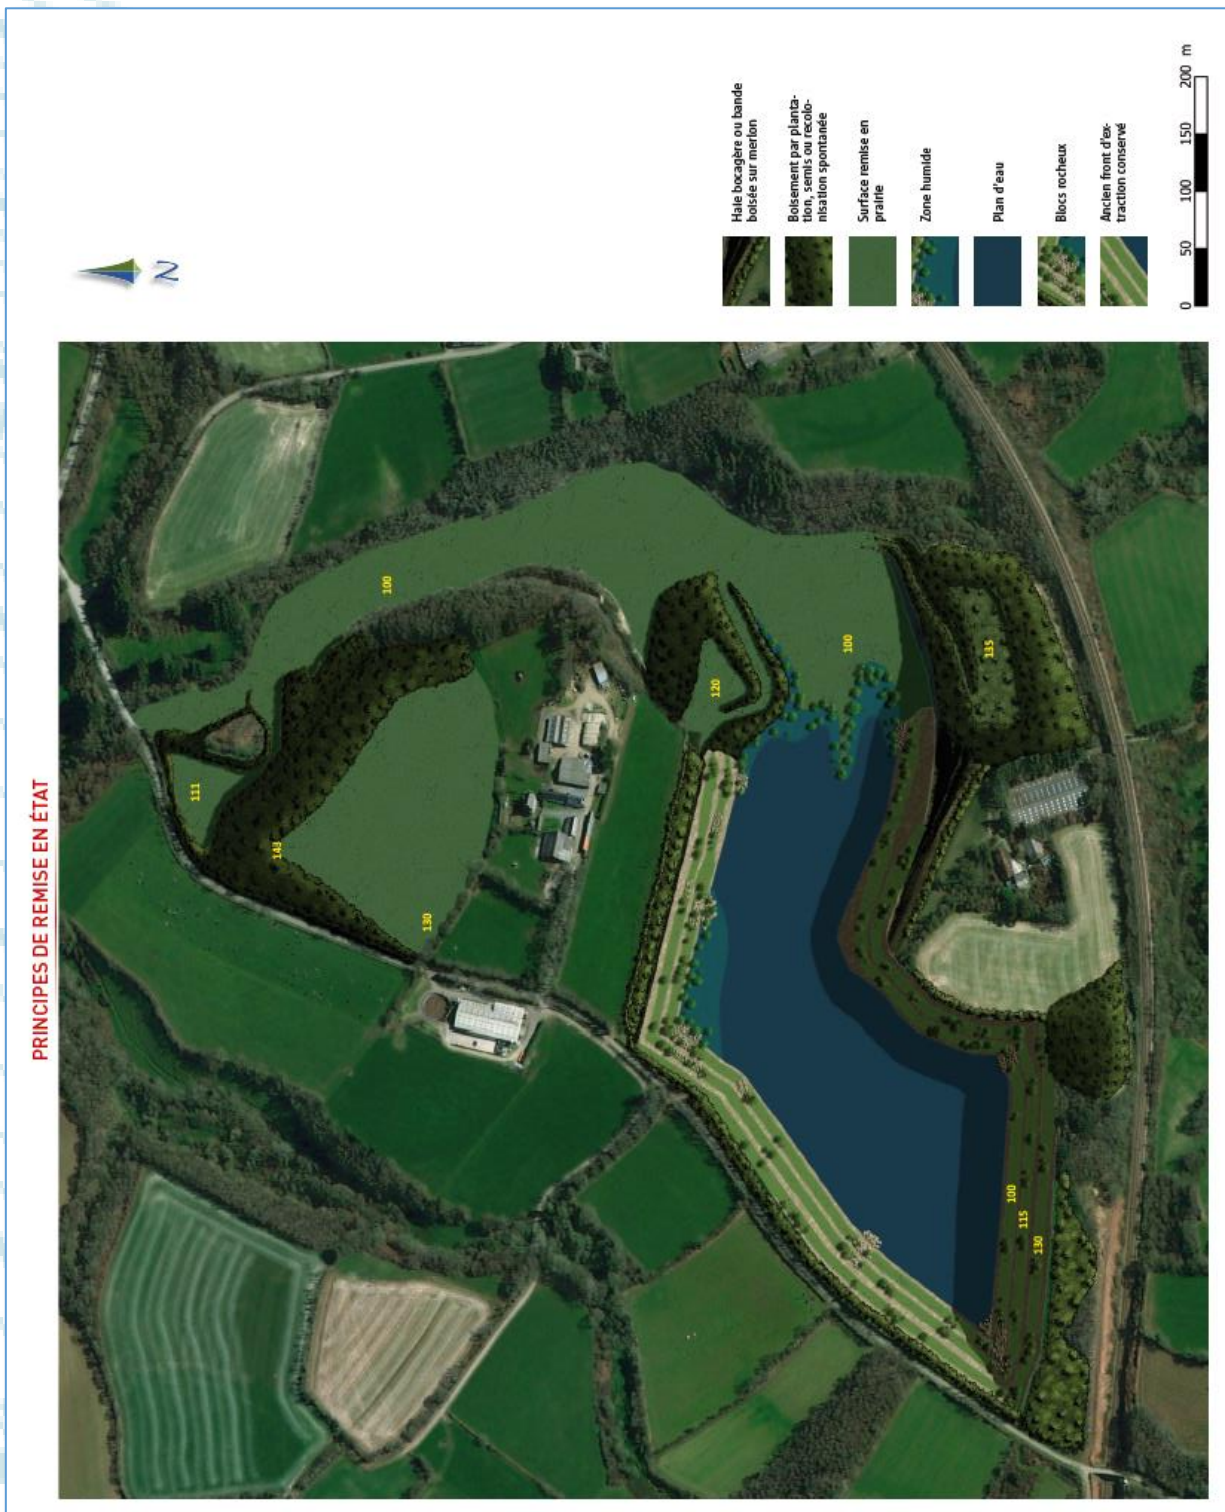 PRINCIPES DE REMISE EN ÉTAT
N
Haie bocagère ou bande
boisée sur merlon
Boisement par planta-
tion, semis ou recolo-
nisation spontanée
Surface remise en
prairie
Zone humide
Plan d'eau
Blocs rocheux
Ancien front d'ex-
traction conservé
0 50 100 150 200 m
111
143
130
100
120
100
135
100
115
130